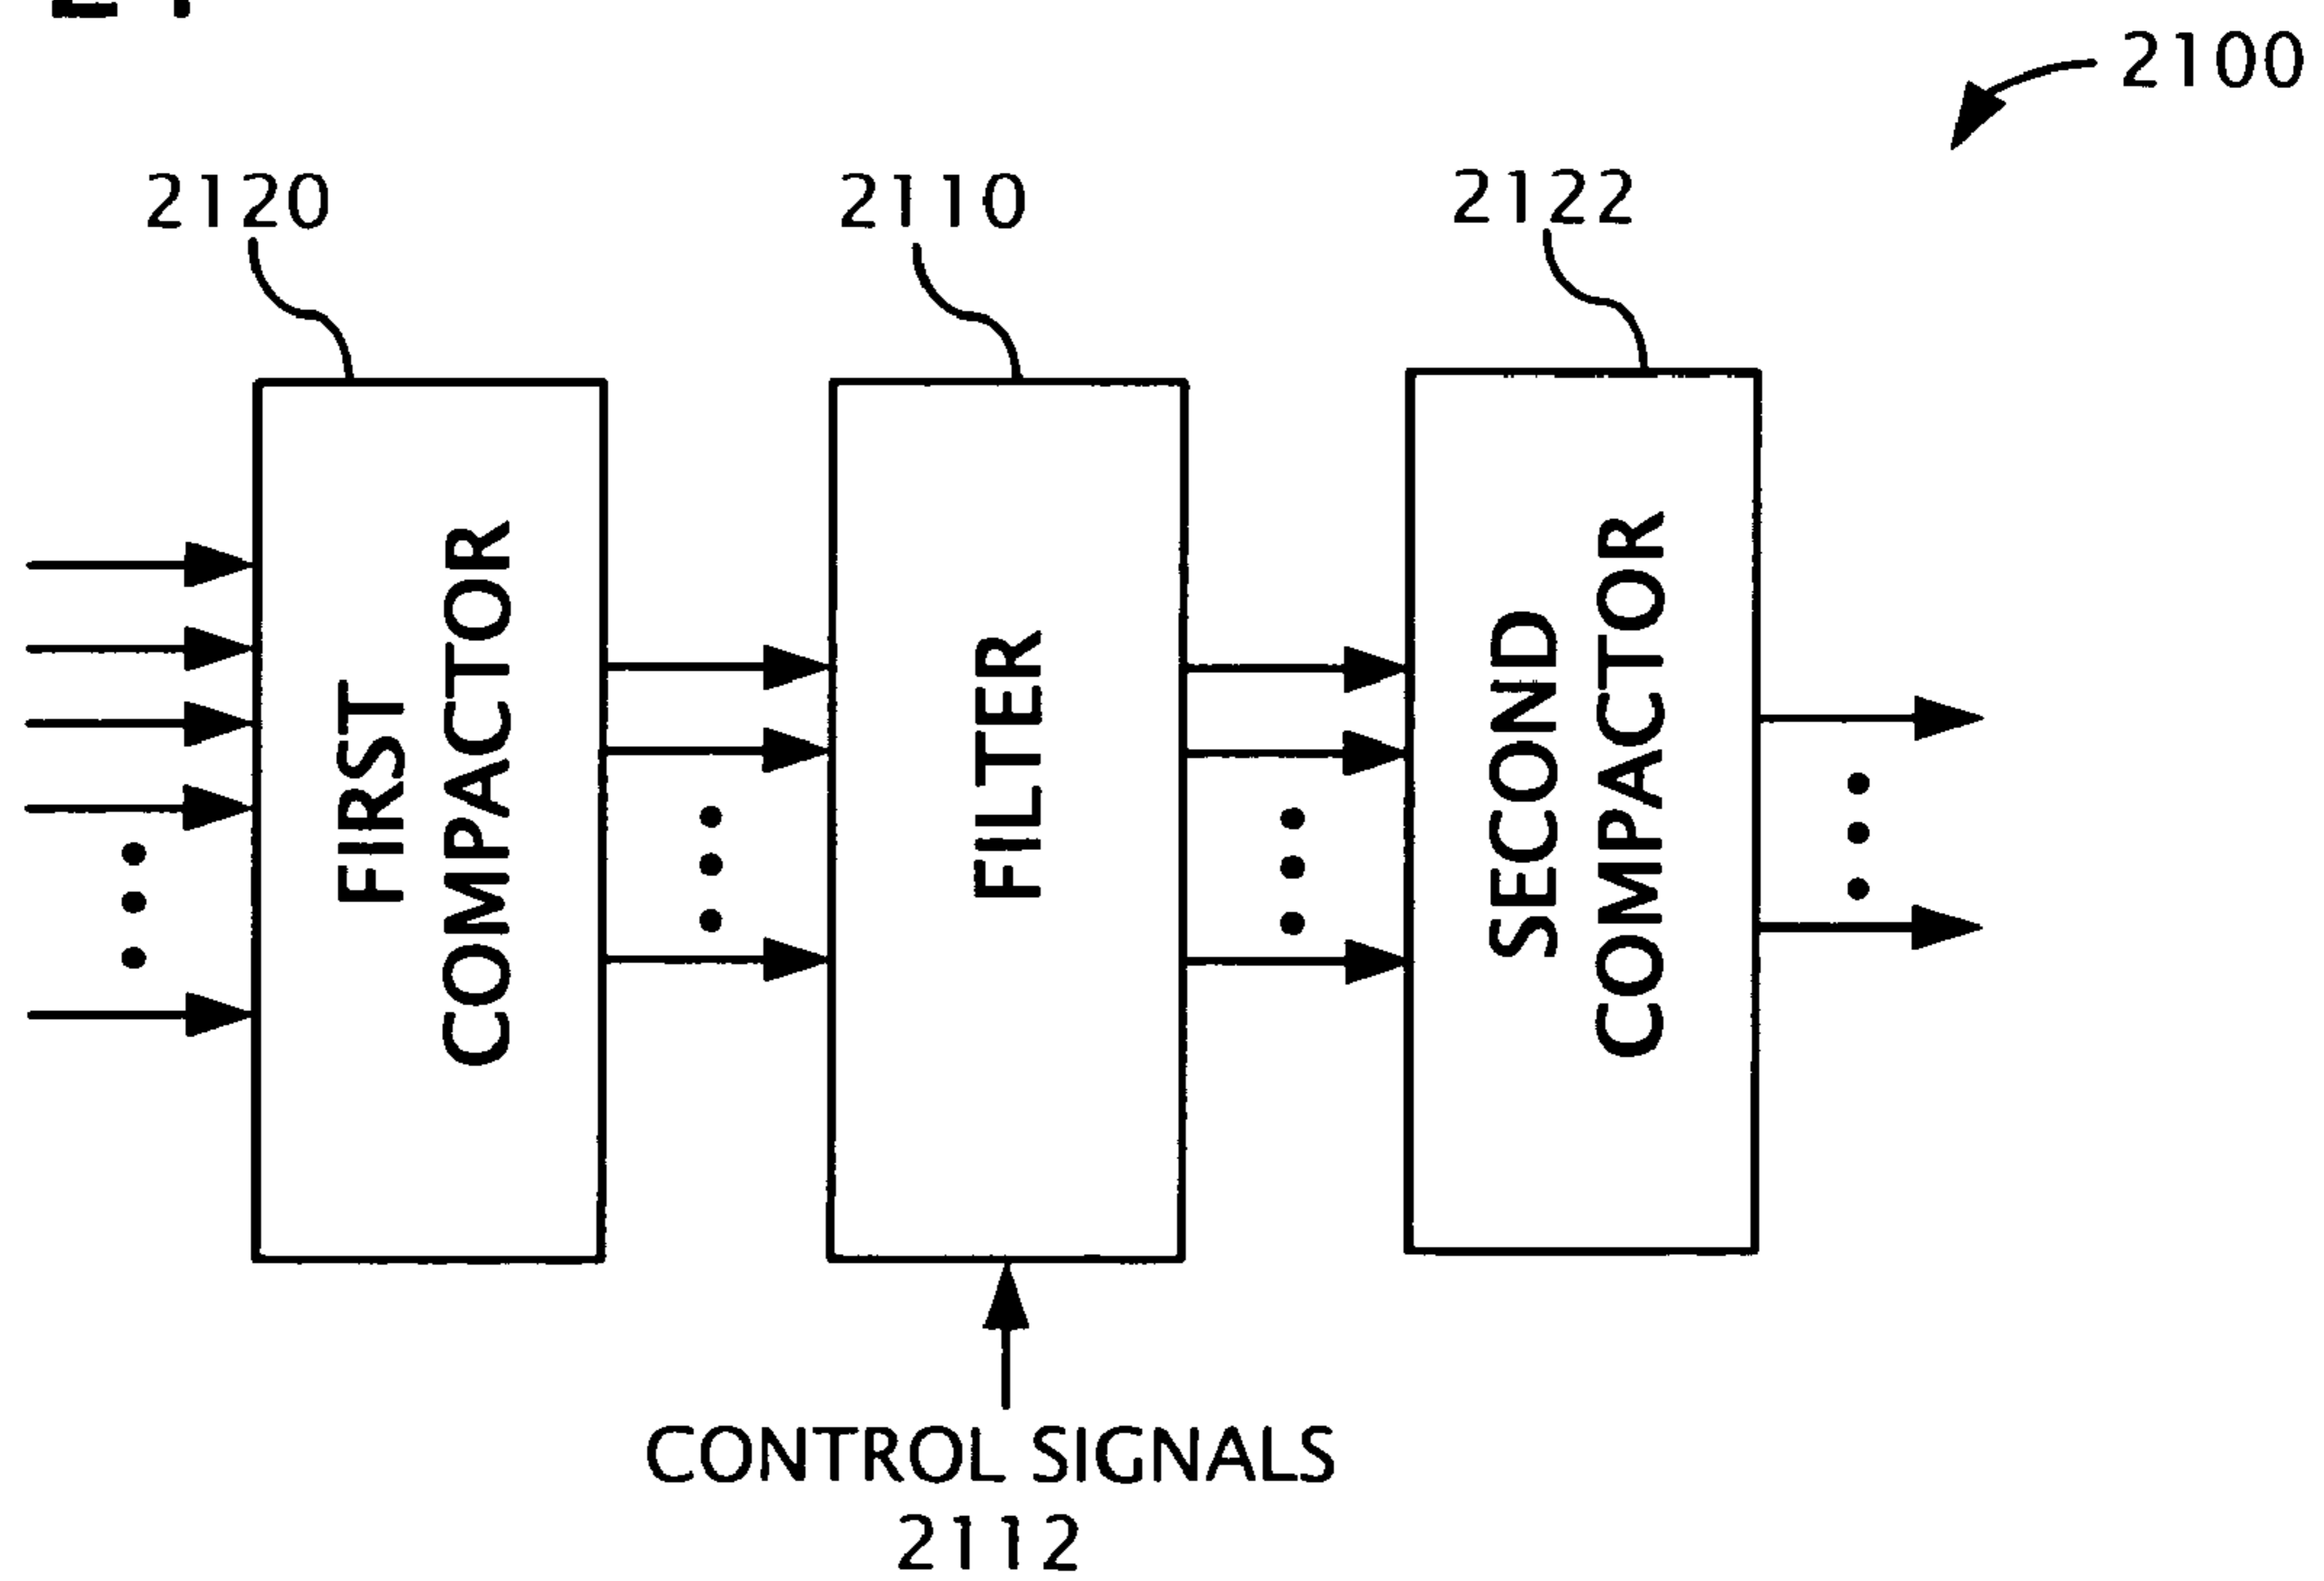 2100
2120
2110
2122
FIRST
COMPACTOR
FILTER
SECOND
COMPACTOR
CONTROL SIGNALS
2112